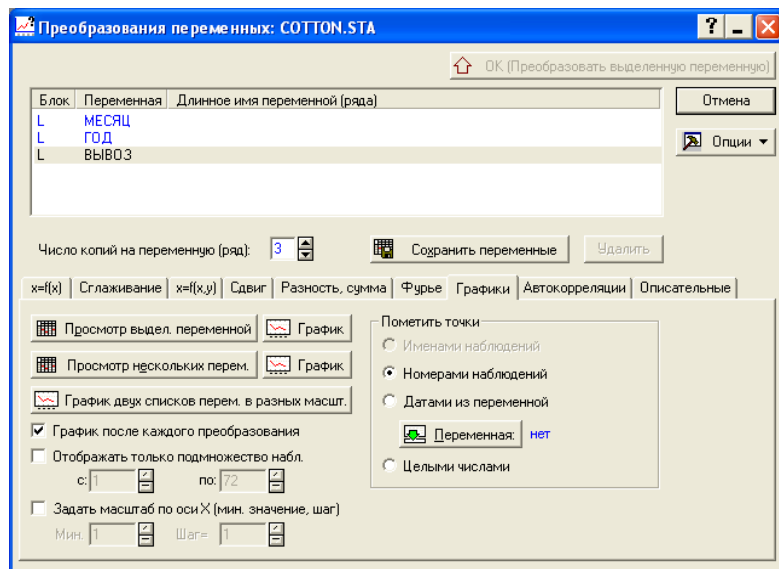 Преобразования переменных: COTTON.STA
ОК (Преобразовать выделенную переменную)
Блок Переменная Длинное имя переменной (ряда)
L МЕСЯЦ
L ГОД
L ВЫВОЗ
Отмена
Опции
Число копий на переменную (ряд): 3
Сохранить переменные
Удалить
x=f(x) Сглаживание x=f(x,y) Сдвиг Разность, сумма Фурье Графики Автокорреляции Описательные
Просмотр выдел. переменной График
Просмотр нескольких перем. График
График двух списков перем. в разных масшт.
График после каждого преобразования
Отображать только подмножество набл.
с: 1 по: 72
Задать масштаб по оси X (мин. значение, шаг)
Мин. 1 Шаг= 1
Пометить точки
Именами наблюдений
Номерами наблюдений
Датами из переменной
Переменная: нет
Целыми числами